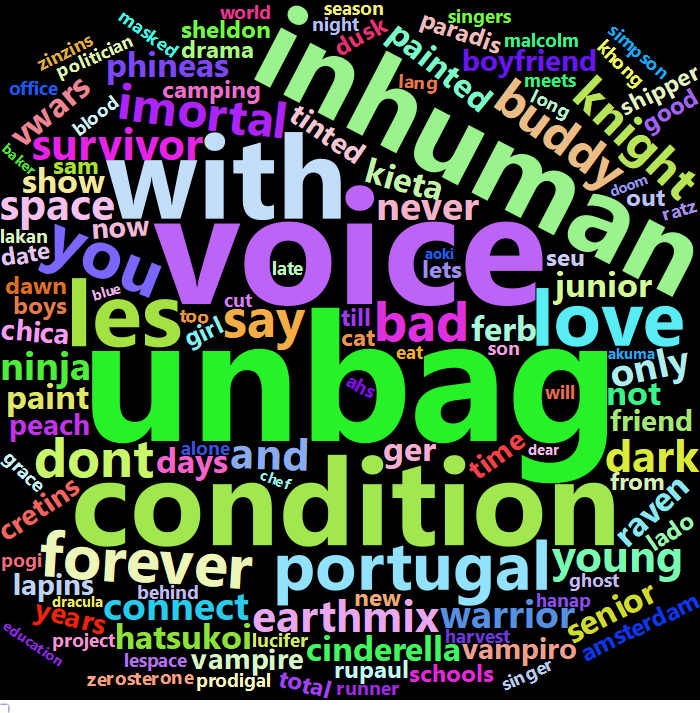 world season singers
masked sheldon night dusk paradis simpson
zinzins politician drama inhuman painted malcolm khong
phineas boyfriend meets shipper
office camping lang long good
vwars blood imortal tinted buddy knight
baker survivor kieta doom out ratz
sam with never
show
space you now voice aoki lets seu
lakan date late junior
dawn blue cut
boys too les girl say till bad ferb love
chica cat son akuma
ninja unbag eat only
paint ahs will not
peach friend
dont alone and ger time dear dark
grace days chef from
cretins condition raven
lado
pogi forever portugal young
lapins behind ghost
dracula connect new hanap senior
years earthmix warrior amsterdam
education project hatsukoi lucifer cinderella harvest
lespace vampire vampiro
zerosterone prodigal rupaul schools singer
total runner